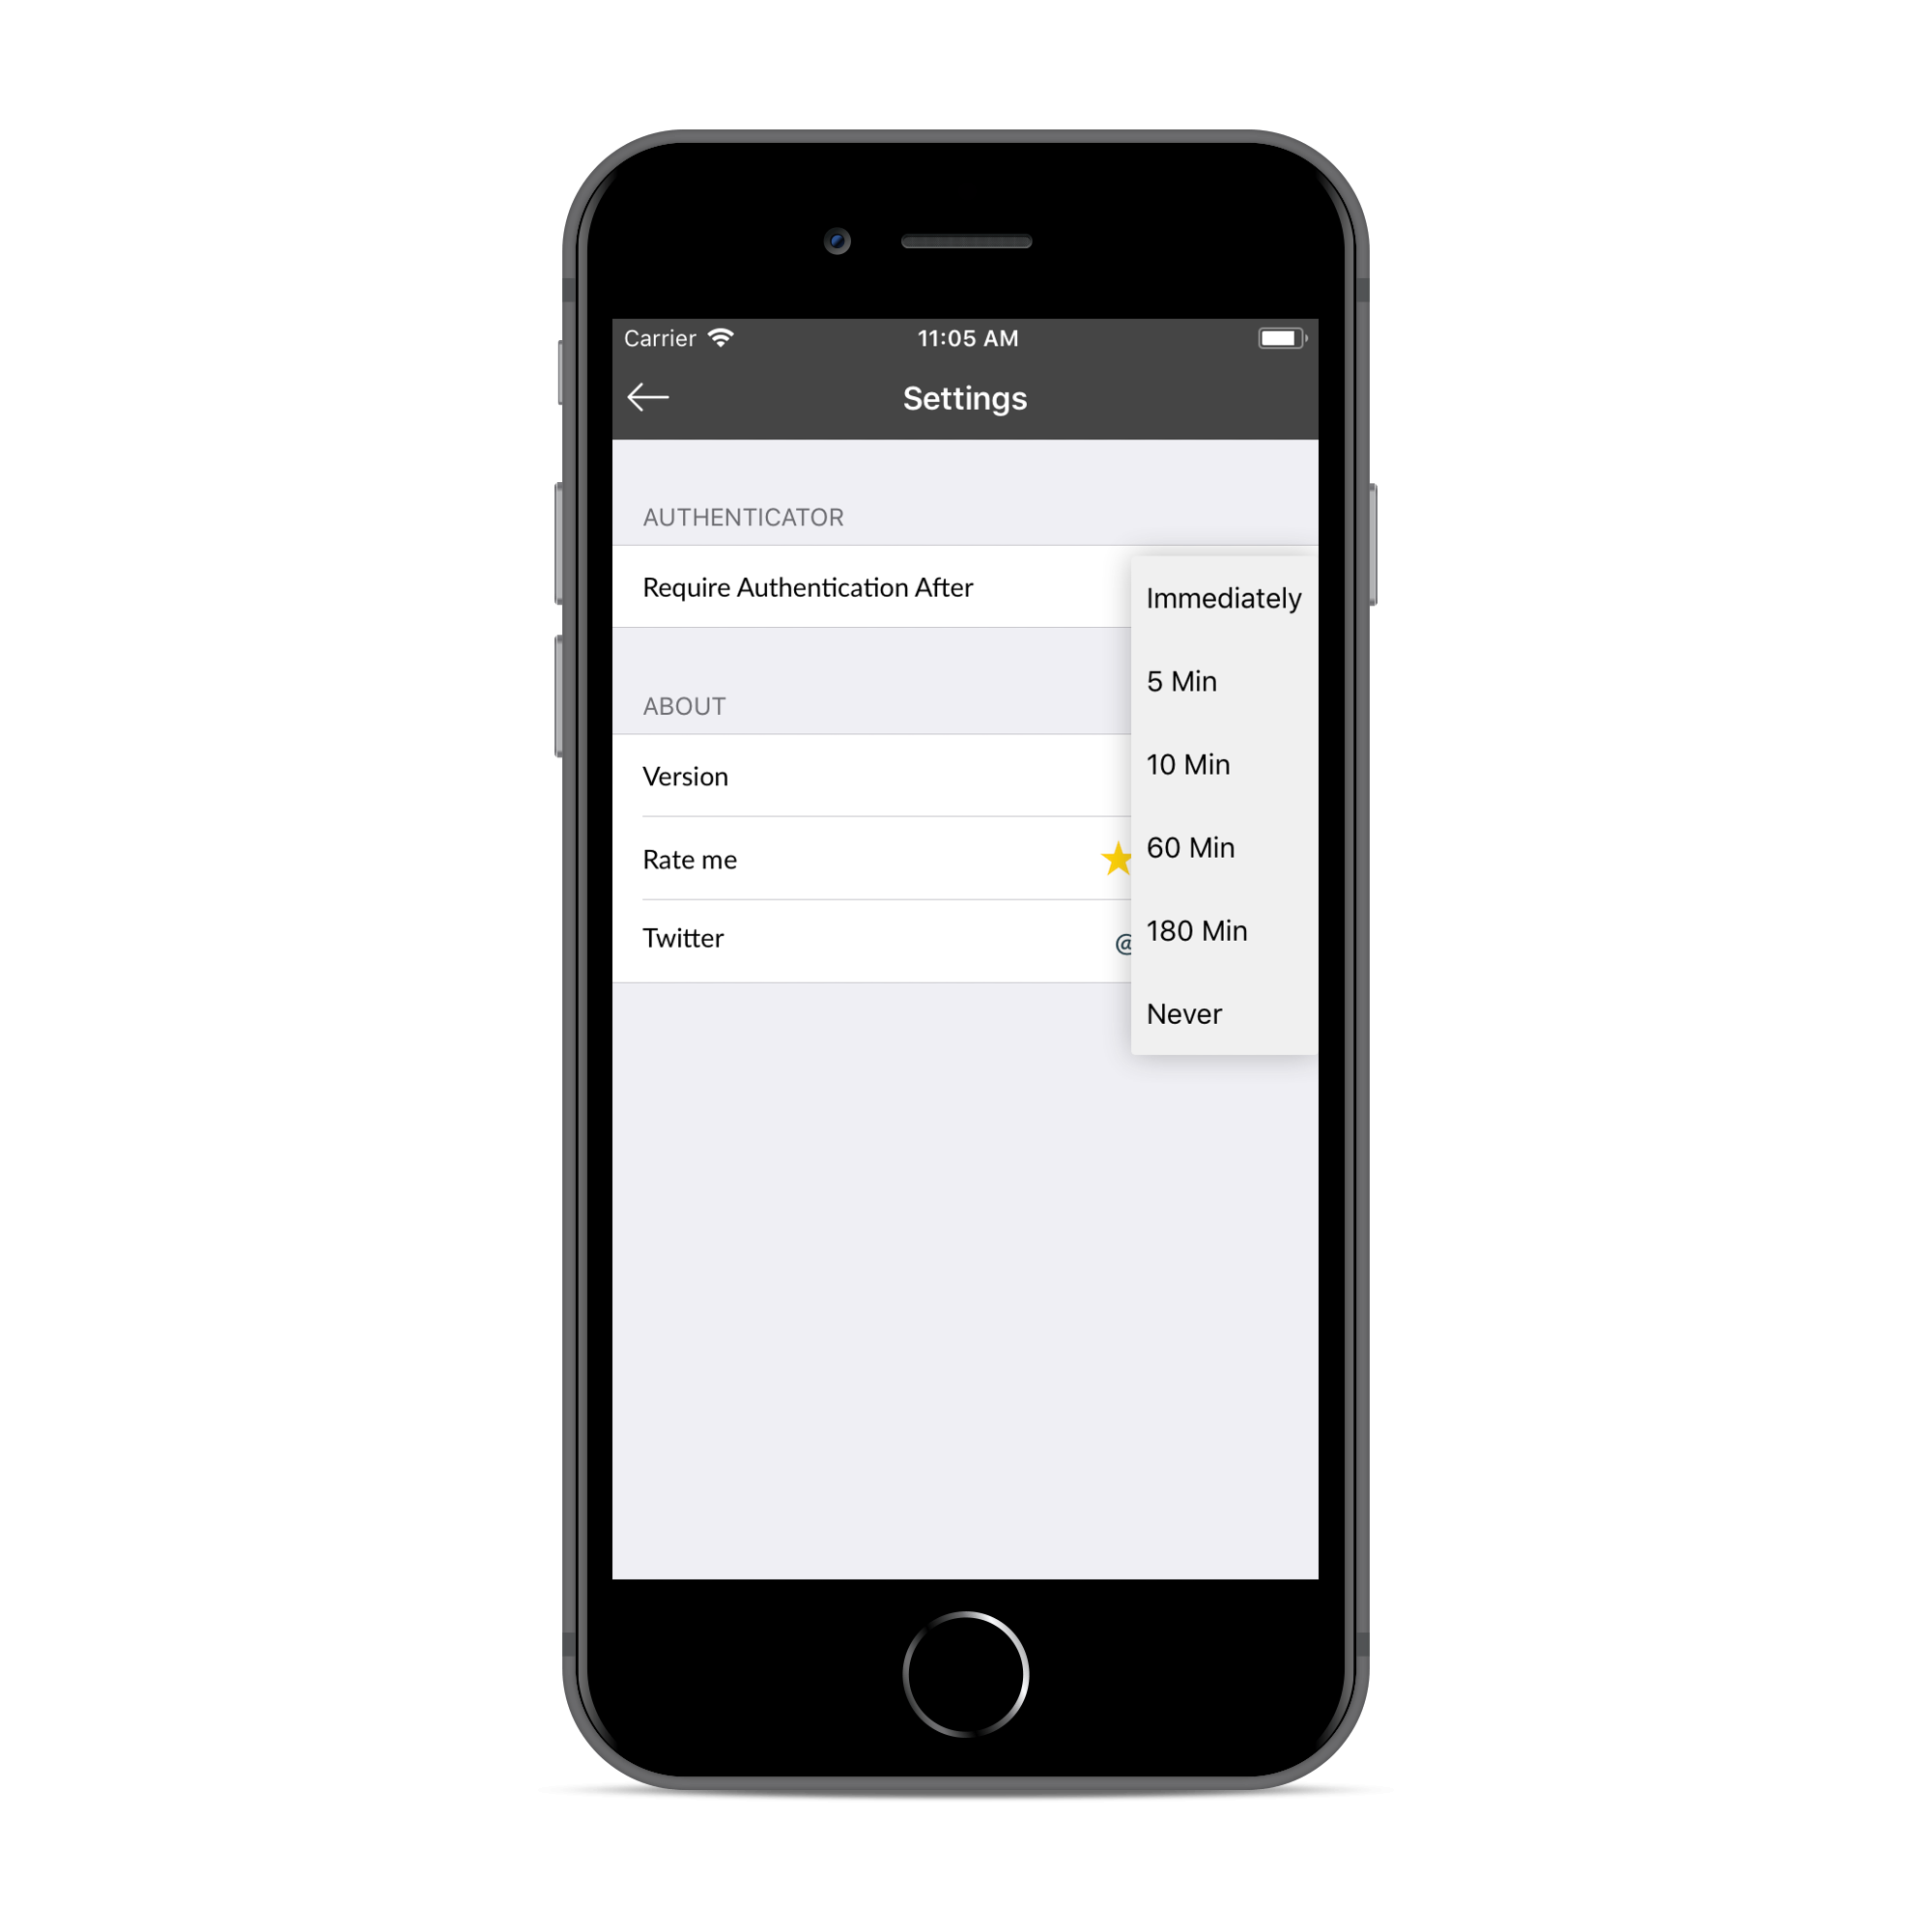 Carrier
11:05 AM
Settings
AUTHENTICATOR
Require Authentication After
Immediately
5 Min
ABOUT
Version
10 Min
Rate me
60 Min
Twitter
@
180 Min
Never